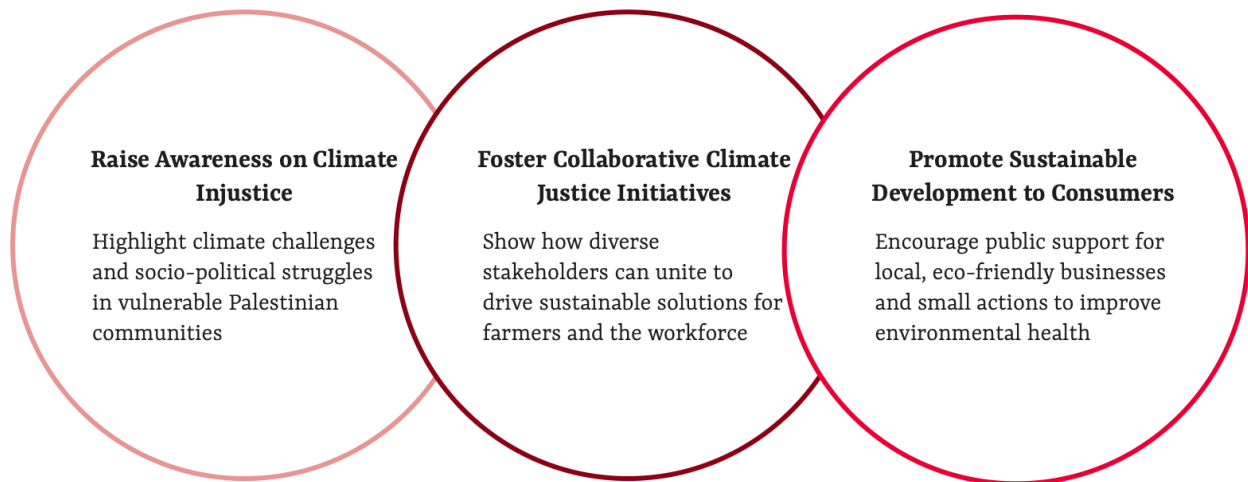 Raise Awareness on Climate
Injustice
Highlight climate challenges
and socio-political struggles
in vulnerable Palestinian
communities
Foster Collaborative Climate
Justice Initiatives
Show how diverse
stakeholders can unite to
drive sustainable solutions for
farmers and the workforce
Promote Sustainable
Development to Consumers
Encourage public support for
local, eco-friendly businesses
and small actions to improve
environmental health